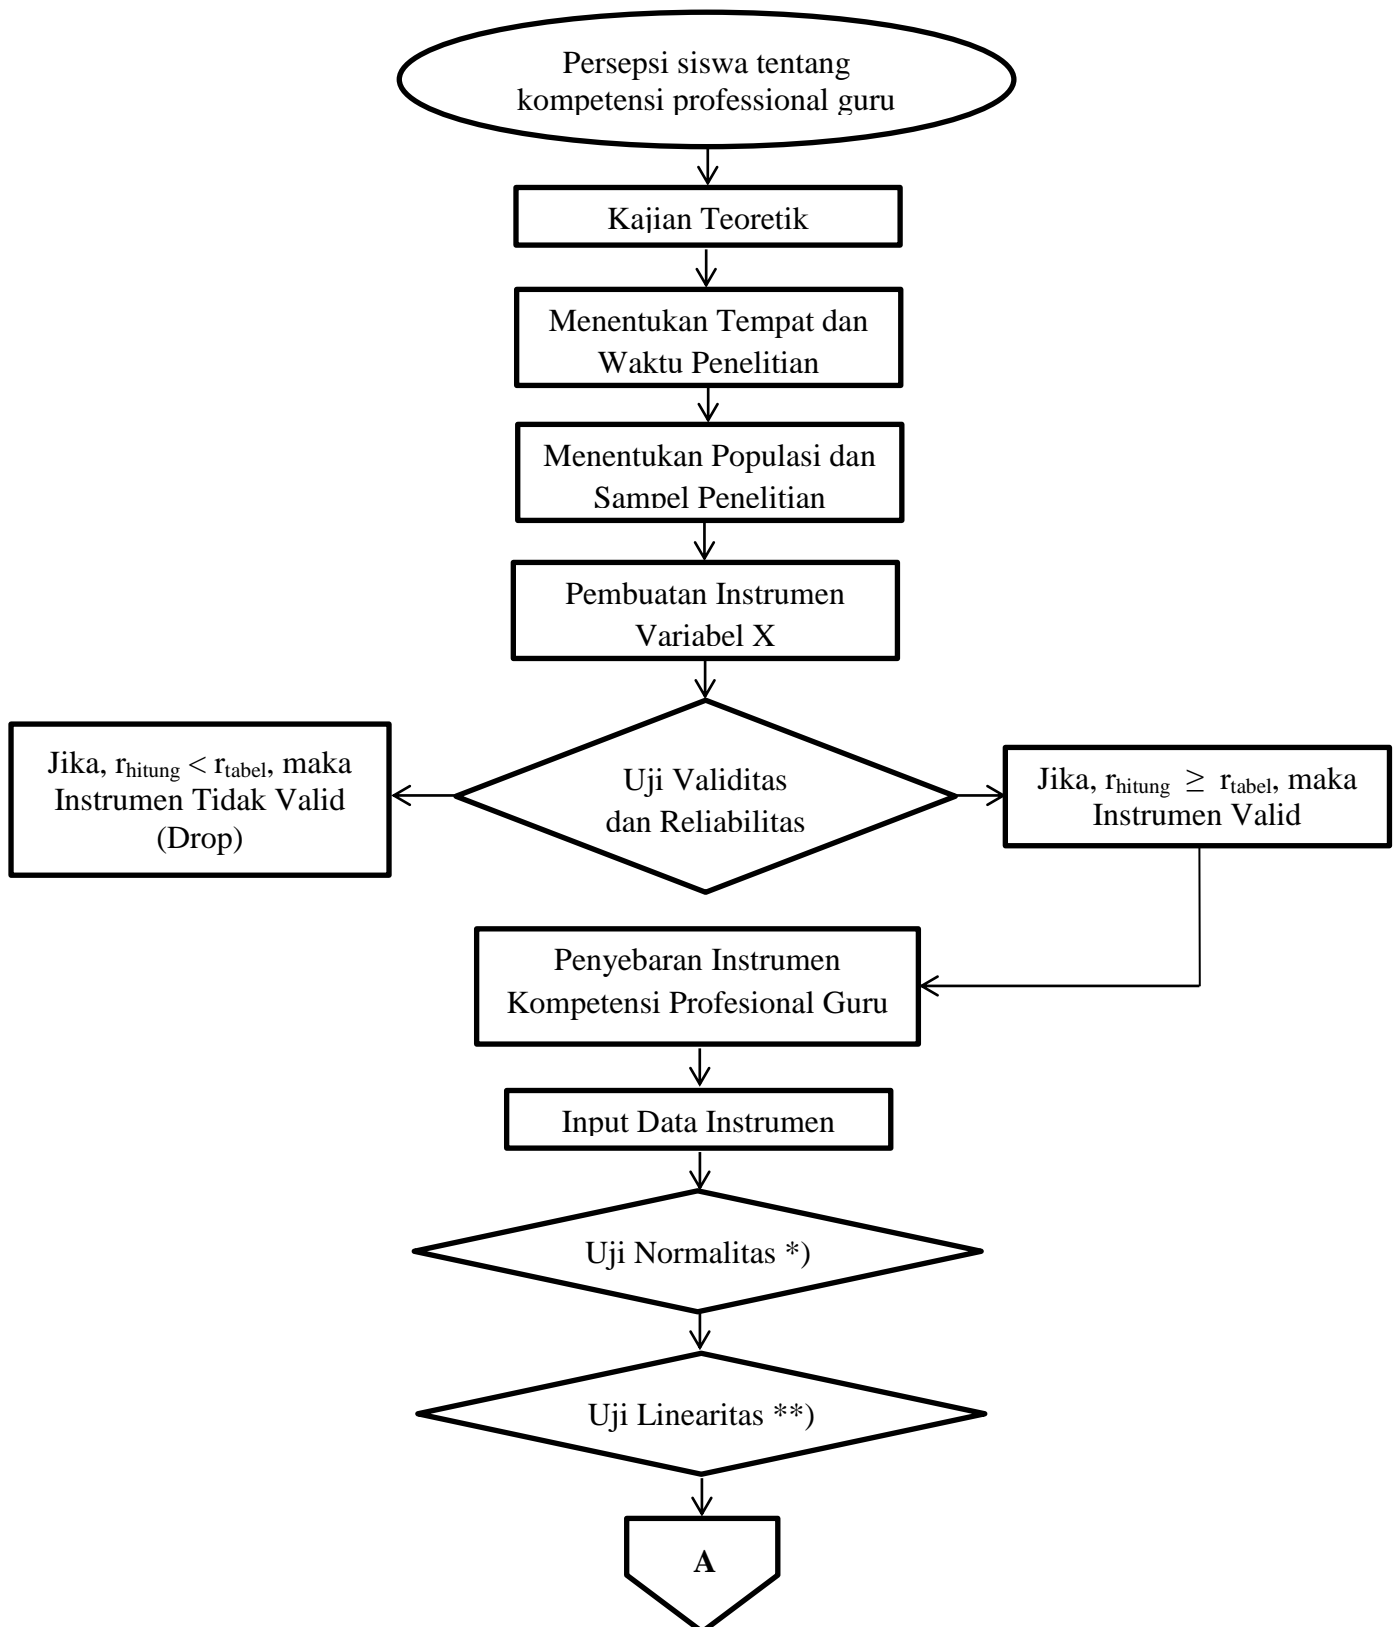 Persepsi siswa tentang
kompetensi professional guru
Kajian Teoretik
Menentukan Tempat dan
Waktu Penelitian
Menentukan Populasi dan
Sampel Penelitian
Pembuatan Instrumen
Variabel X
Uji Validitas
dan Reliabilitas
Jika, rhitung < rtabel, maka
Instrumen Tidak Valid
(Drop)
Jika, rhitung ≥ rtabel, maka
Instrumen Valid
Penyebaran Instrumen
Kompetensi Profesional Guru
Input Data Instrumen
Uji Normalitas *)
Uji Linearitas **)
A